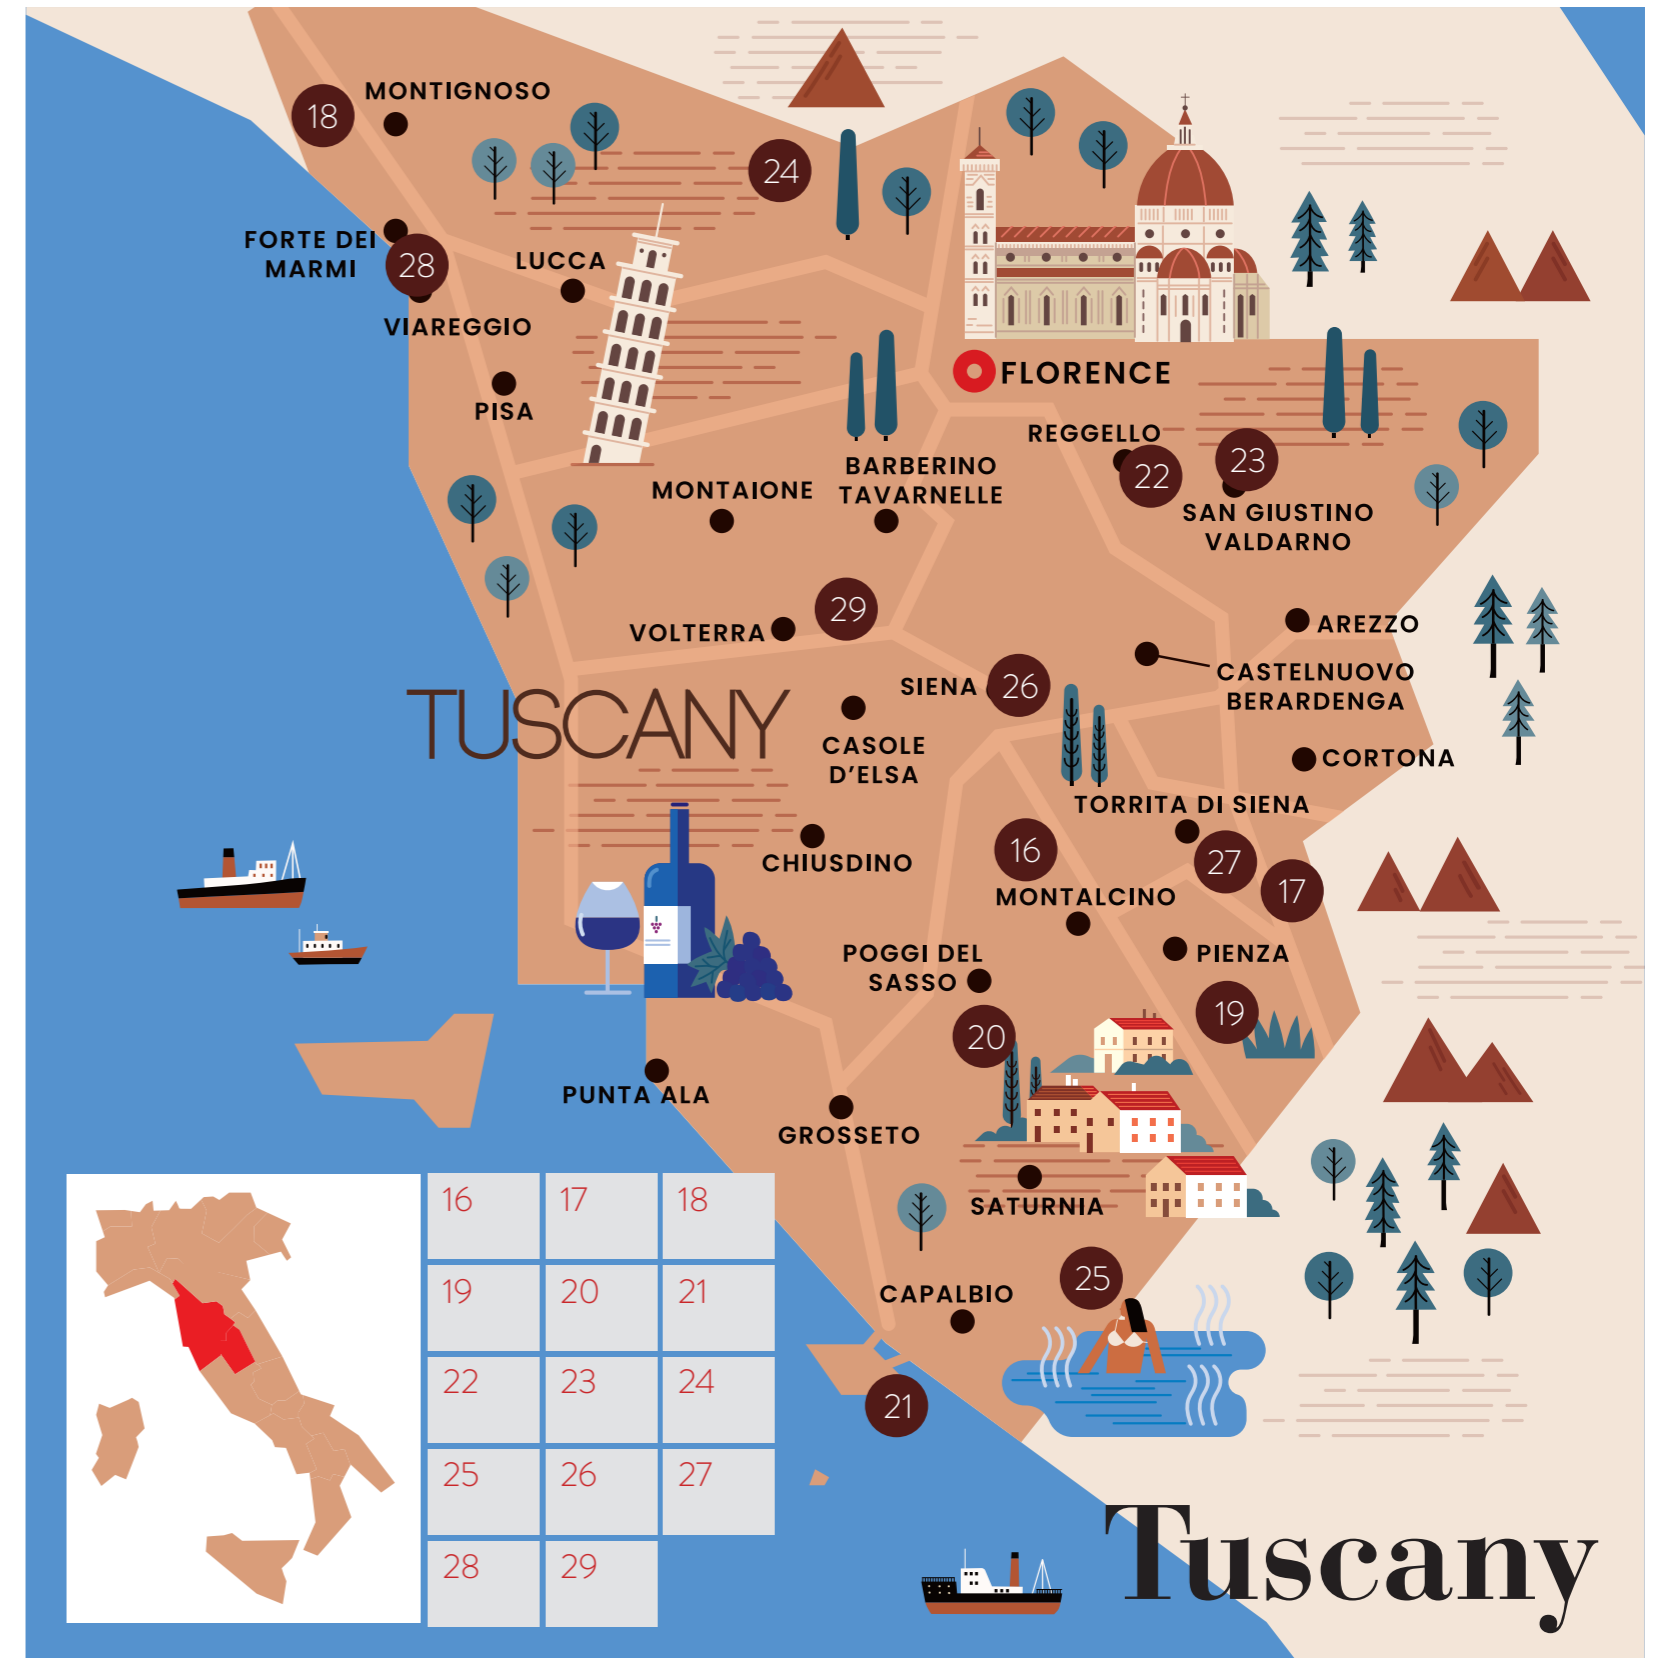 MONTIGNOSO
18
24
FORTE DEI
MARMI
28
LUCCA
VIAREGGIO
PISA
FLORENCE
REGGELLO
22
23
SAN GIUSTINO
VALDARNO
BARBERINO
TAVARNELLE
MONTAIONE
29
VOLTERRA
AREZZO
CASTELNUOVO
BERARDENGA
SIENA
26
TUSCANY
CASOLE
D'ELSA
CORTONA
TORRITA DI SIENA
CHIUSDINO
16
27
17
MONTALCINO
POGGI DEL
SASSO
PIENZA
19
20
PUNTA ALA
GROSSETO
SATURNIA
25
CAPALBIO
21
16
17
18
19
20
21
22
23
24
25
26
27
28
29
Tuscany